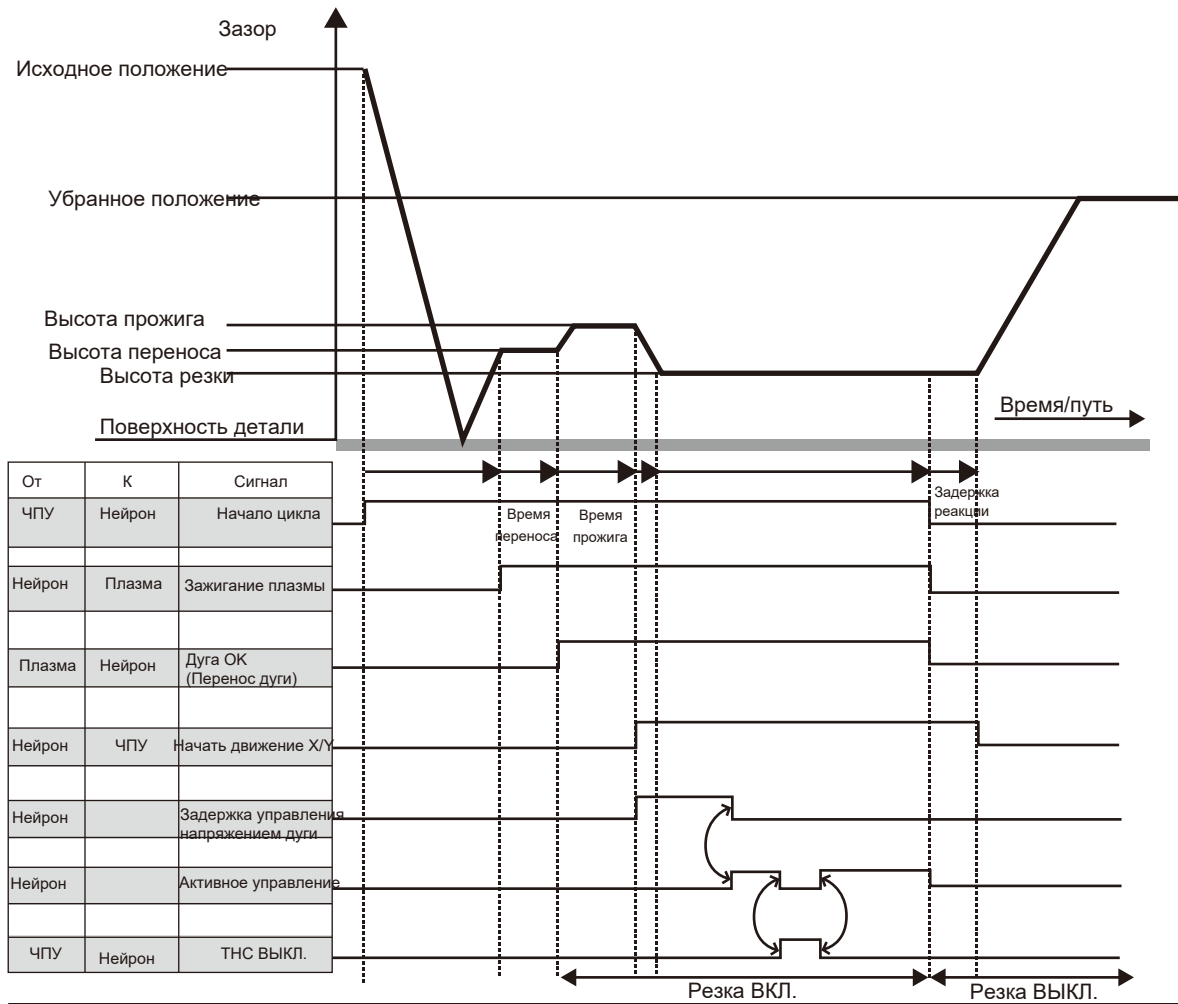 Зазор
Исходное положение
Убранное положение
Высота прожига
Высота переноса
Высота резки
Время/путь
Поверхность детали
От К Сигнал
ЧПУ Нейрон Начало цикла
Время
переноса
Время
прожига
Задержка
реакции
Нейрон Плазма Зажигание плазмы
Плазма Нейрон Дуга OK
(Перенос дуги)
Нейрон ЧПУ Начать движение X/Y
Нейрон Задержка управления
напряжением дуги
Нейрон Активное управление
ЧПУ Нейрон ТНС ВЫКЛ.
Резка ВКЛ.
Резка ВЫКЛ.